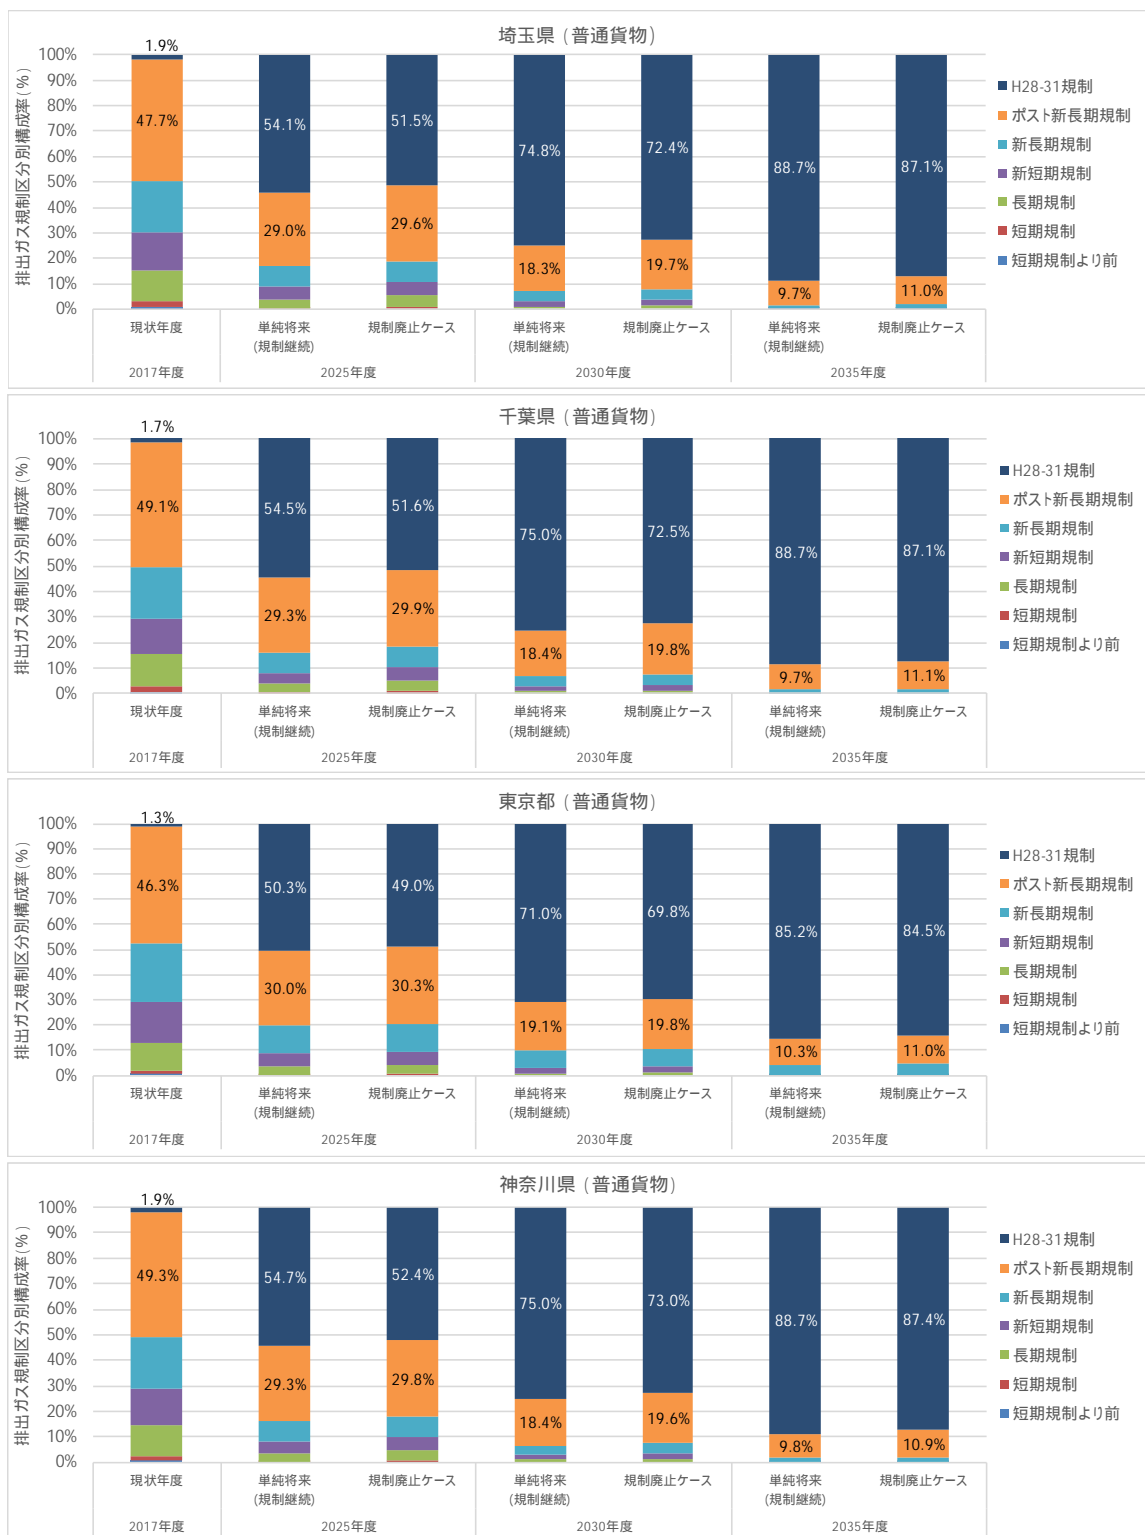 埼玉県 (普通貨物)
排出ガス規制区分別構成率(%)
100%
90%
80%
70%
60%
50%
40%
30%
20%
10%
0%
1.9%
47.7%
54.1%
29.0%
51.5%
29.6%
74.8%
18.3%
72.4%
19.7%
88.7%
9.7%
87.1%
11.0%
現状年度
単純将来
(規制継続)
規制廃止ケース
単純将来
(規制継続)
規制廃止ケース
単純将来
(規制継続)
規制廃止ケース
2017年度
2025年度
2030年度
2035年度
H28-31規制
ポスト新長期規制
新長期規制
新短期規制
長期規制
短期規制
短期規制より前
千葉県 (普通貨物)
排出ガス規制区分別構成率(%)
100%
90%
80%
70%
60%
50%
40%
30%
20%
10%
0%
1.7%
49.1%
54.5%
29.3%
51.6%
29.9%
75.0%
18.4%
72.5%
19.8%
88.7%
9.7%
87.1%
11.1%
現状年度
単純将来
(規制継続)
規制廃止ケース
単純将来
(規制継続)
規制廃止ケース
単純将来
(規制継続)
規制廃止ケース
2017年度
2025年度
2030年度
2035年度
H28-31規制
ポスト新長期規制
新長期規制
新短期規制
長期規制
短期規制
短期規制より前
東京都 (普通貨物)
排出ガス規制区分別構成率(%)
100%
90%
80%
70%
60%
50%
40%
30%
20%
10%
0%
1.3%
46.3%
50.3%
30.0%
49.0%
30.3%
71.0%
19.1%
69.8%
19.8%
85.2%
10.3%
84.5%
11.0%
現状年度
単純将来
(規制継続)
規制廃止ケース
単純将来
(規制継続)
規制廃止ケース
単純将来
(規制継続)
規制廃止ケース
2017年度
2025年度
2030年度
2035年度
H28-31規制
ポスト新長期規制
新長期規制
新短期規制
長期規制
短期規制
短期規制より前
神奈川県 (普通貨物)
排出ガス規制区分別構成率(%)
100%
90%
80%
70%
60%
50%
40%
30%
20%
10%
0%
1.9%
49.3%
54.7%
29.3%
52.4%
29.8%
75.0%
18.4%
73.0%
19.6%
88.7%
9.8%
87.4%
10.9%
現状年度
単純将来
(規制継続)
規制廃止ケース
単純将来
(規制継続)
規制廃止ケース
単純将来
(規制継続)
規制廃止ケース
2017年度
2025年度
2030年度
2035年度
H28-31規制
ポスト新長期規制
新長期規制
新短期規制
長期規制
短期規制
短期規制より前